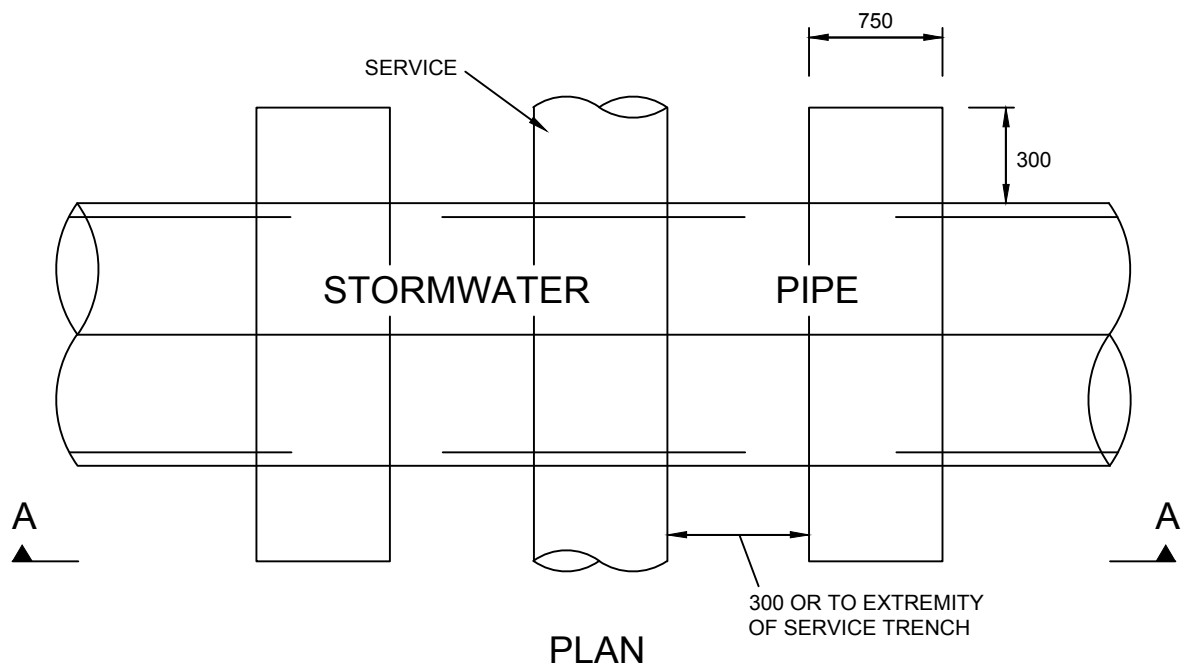 750
SERVICE
300
STORMWATER PIPE
A A
300 OR TO EXTREMITY
OF SERVICE TRENCH
PLAN